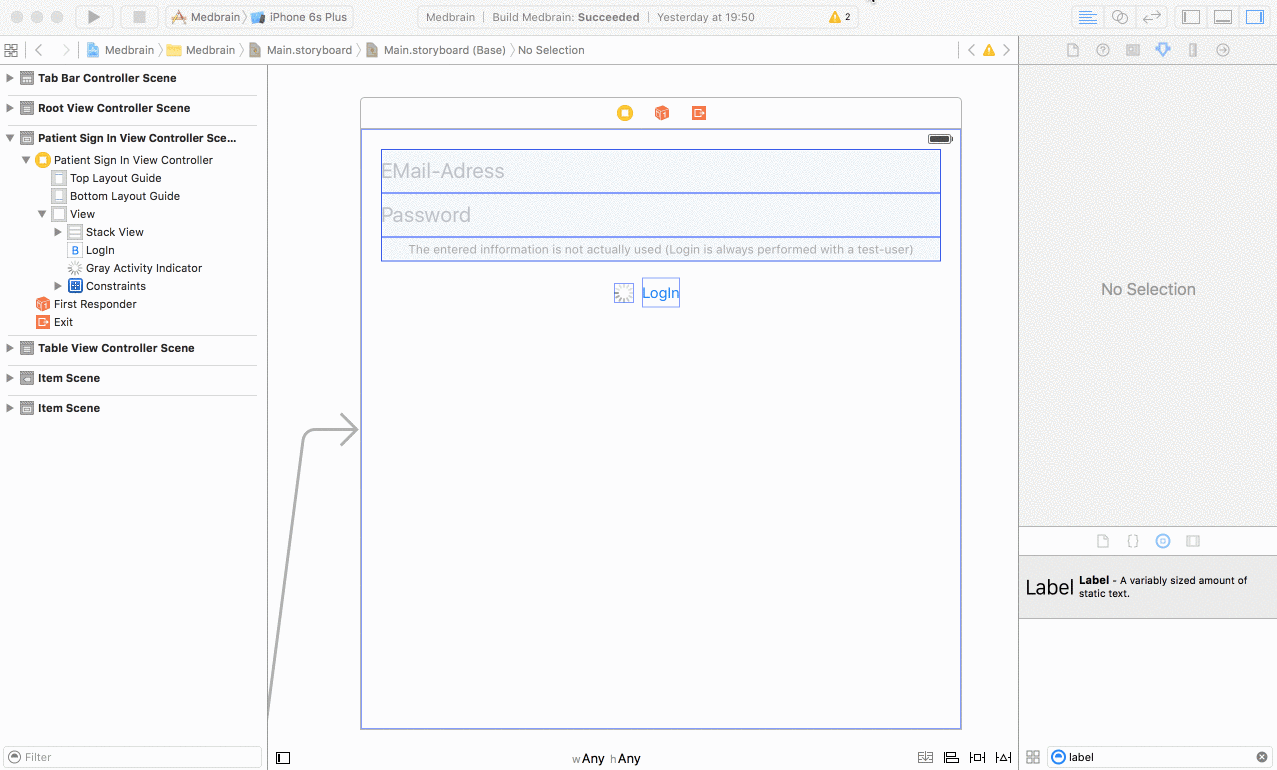 Medbrain iPhone 6s Plus
Medbrain Build Medbrain: Succeeded Yesterday at 19:50 2
Medbrain Medbrain Main.storyboard Main.storyboard (Base) No Selection
Tab Bar Controller Scene
Root View Controller Scene
Patient Sign In View Controller Sce...
Patient Sign In View Controller
Top Layout Guide
Bottom Layout Guide
View
Stack View
B LogIn
Gray Activity Indicator
Constraints
First Responder
Exit
Table View Controller Scene
Item Scene
Item Scene
Filter
EMail-Adress
Password
The entered infformation is not actually used (Login is always performed with a test-user)
LogIn
wAny hAny
No Selection
Label Label - A variably sized amount of
static text.
label